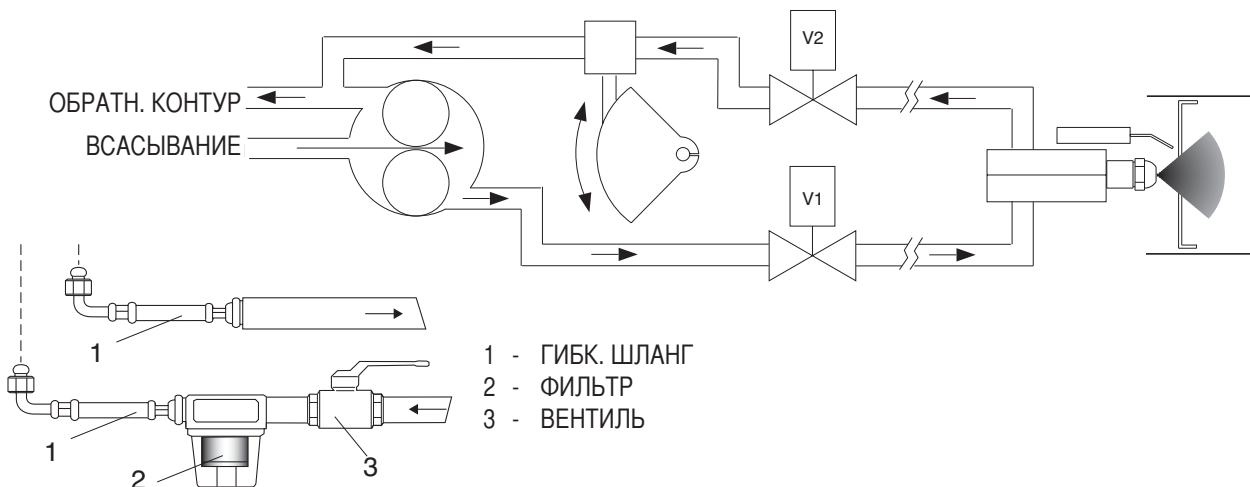 V2
ОБРАТН. КОНТУР
ВСАСЫВАНИЕ
V1
1
1 - ГИБК. ШЛАНГ
2 - ФИЛЬТР
3 - ВЕНТИЛЬ
1
2
3